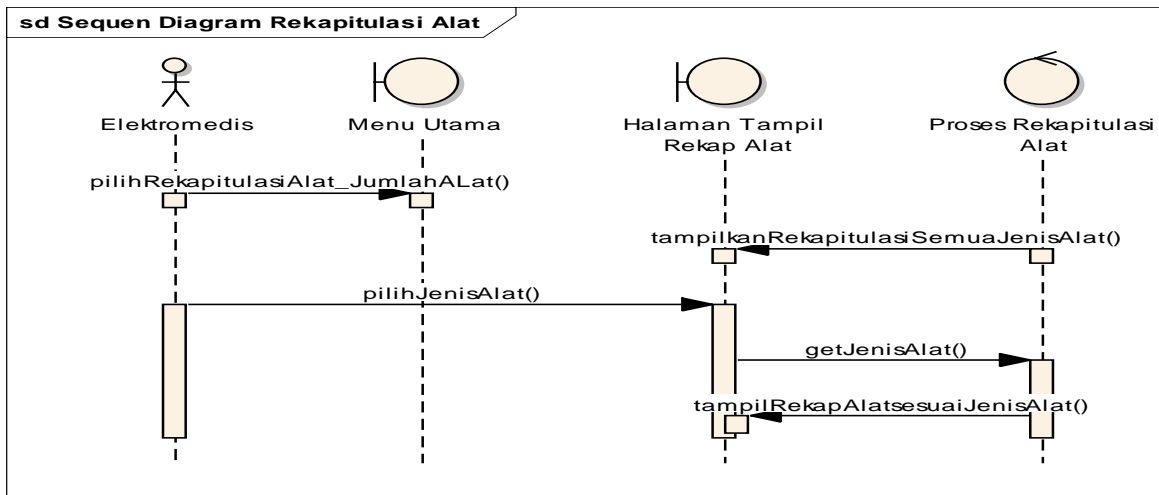 sd Sequen Diagram Rekapitulasi Alat
Elektromedis
Menu Utama
Halaman Tampil
Rekap Alat
Proses Rekapitulasi
Alat
pilihRekapitulasiAlat_JumlahALat()
tampilkanRekapitulasiSemuaJenisAlat()
pilihJenisAlat()
getJenisAlat()
tampilRekapAlatsesuaiJenisAlat()